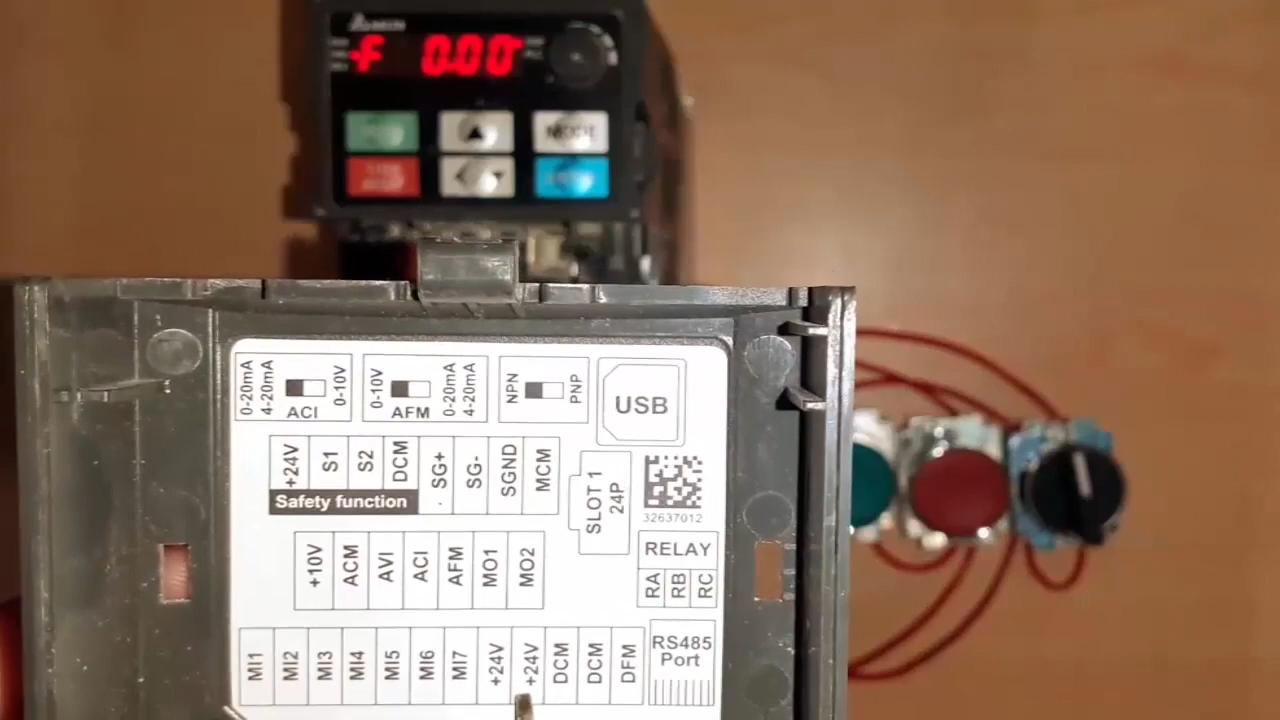 F 0.00
MODE
0-20mA
4-20mA
0-10V
ACI
0-10V
0-20mA
4-20mA
AFM
NPN
PNP
USB
+24V S1 S2 DCM SG+ SG- SGND MCM
Safety function
SLOT 1
24P
32637012
+10V ACM AVI ACI AFM MO1 MO2
RELAY
RA RB RC
MI1 MI2 MI3 MI4 MI5 MI6 MI7 +24V +24V DCM DCM DFM
RS485
Port